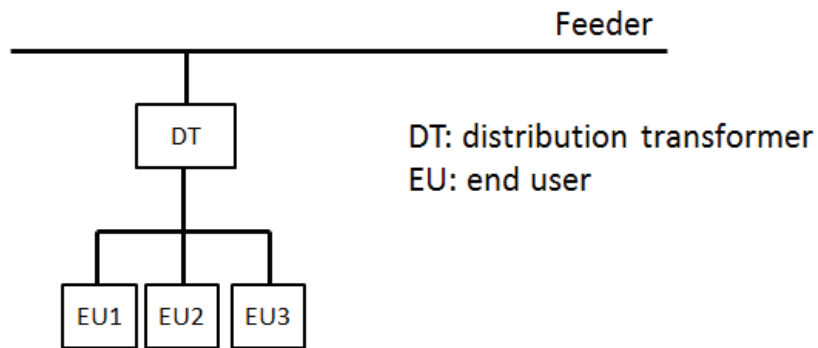 Feeder
DT
DT: distribution transformer
EU: end user
EU1 EU2 EU3